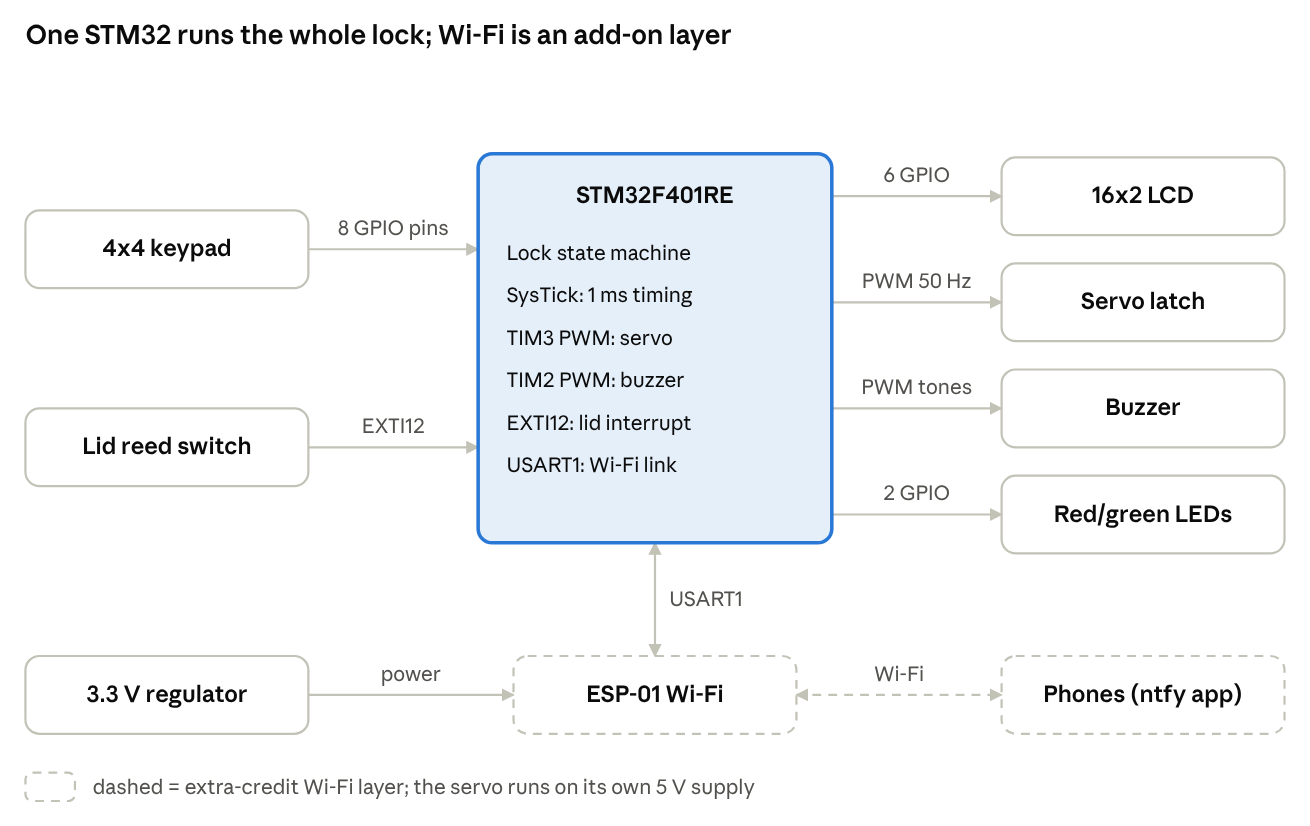 One STM32 runs the whole lock; Wi-Fi is an add-on layer
4x4 keypad
8 GPIO pins
Lid reed switch
EXTI12
STM32F401RE
Lock state machine
SysTick: 1 ms timing
TIM3 PWM: servo
TIM2 PWM: buzzer
EXTI12: lid interrupt
USART1: Wi-Fi link
6 GPIO
16x2 LCD
PWM 50 Hz
Servo latch
PWM tones
Buzzer
2 GPIO
Red/green LEDs
USART1
3.3 V regulator
power
ESP-01 Wi-Fi
Wi-Fi
Phones (ntfy app)
dashed = extra-credit Wi-Fi layer; the servo runs on its own 5 V supply